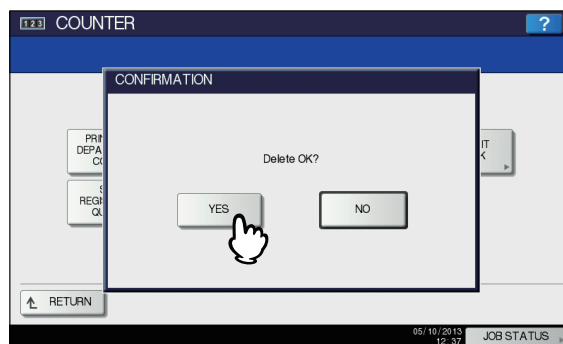 123 COUNTER ?
CONFIRMATION
Delete OK?
YES NO
RETURN
05/10/2013
12:37
JOB STATUS